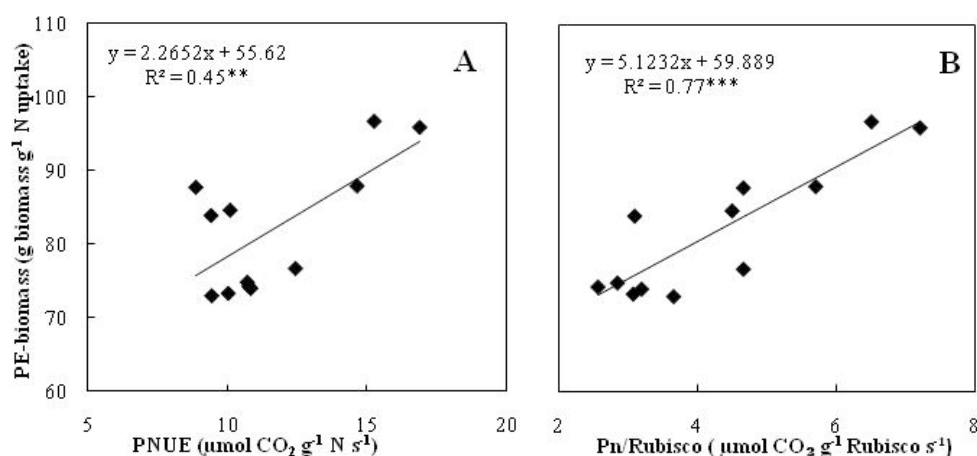 PE-biomass (g biomass g⁻¹ N uptake)
110
100
90
80
70
60
y = 2.2652x + 55.62
R² = 0.45**
A
5
10
15
20
PNUE (µmol CO₂ g⁻¹ N s⁻¹)
y = 5.1232x + 59.889
R² = 0.77***
B
2
4
6
8
Pn/Rubisco ( µmol CO₂ g⁻¹ Rubisco s⁻¹)